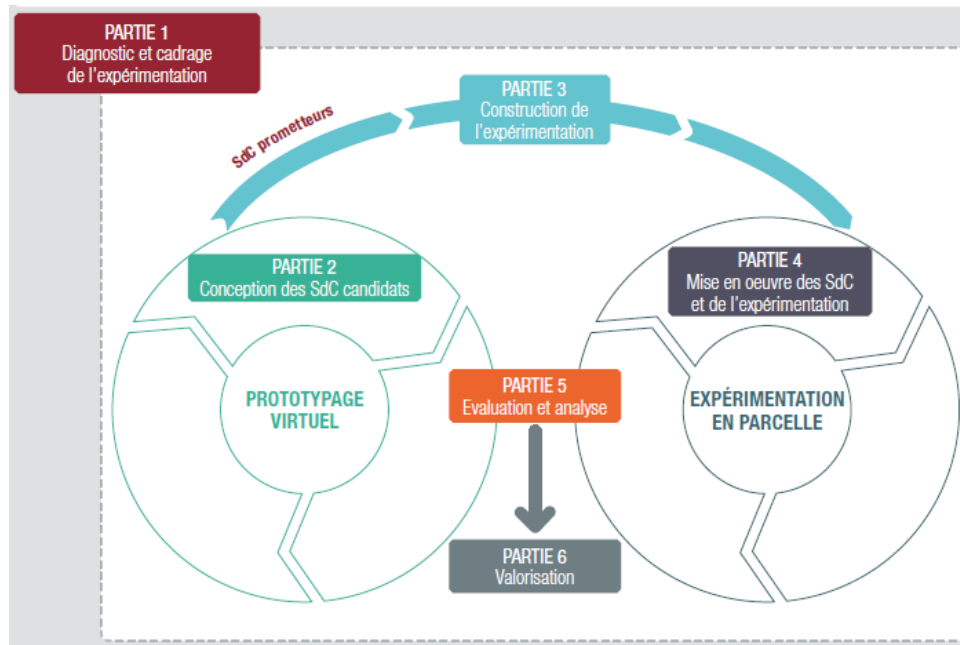 PARTIE 1
Diagnostic et cadrage
de l'expérimentation
SdC prometteurs
PARTIE 3
Construction de
l'expérimentation
PARTIE 2
Conception des SdC candidats
PARTIE 4
Mise en oeuvre des SdC
et de l'expérimentation
PROTOTYPAGE
VIRTUEL
PARTIE 5
Evaluation et analyse
EXPÉRIMENTATION
EN PARCELLE
PARTIE 6
Valorisation